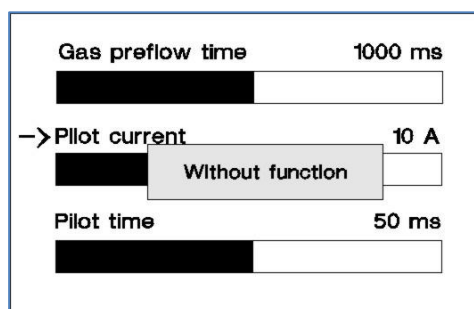 Gas preflow time 1000 ms
->Pilot current 10 A
Without function
Pilot time 50 ms